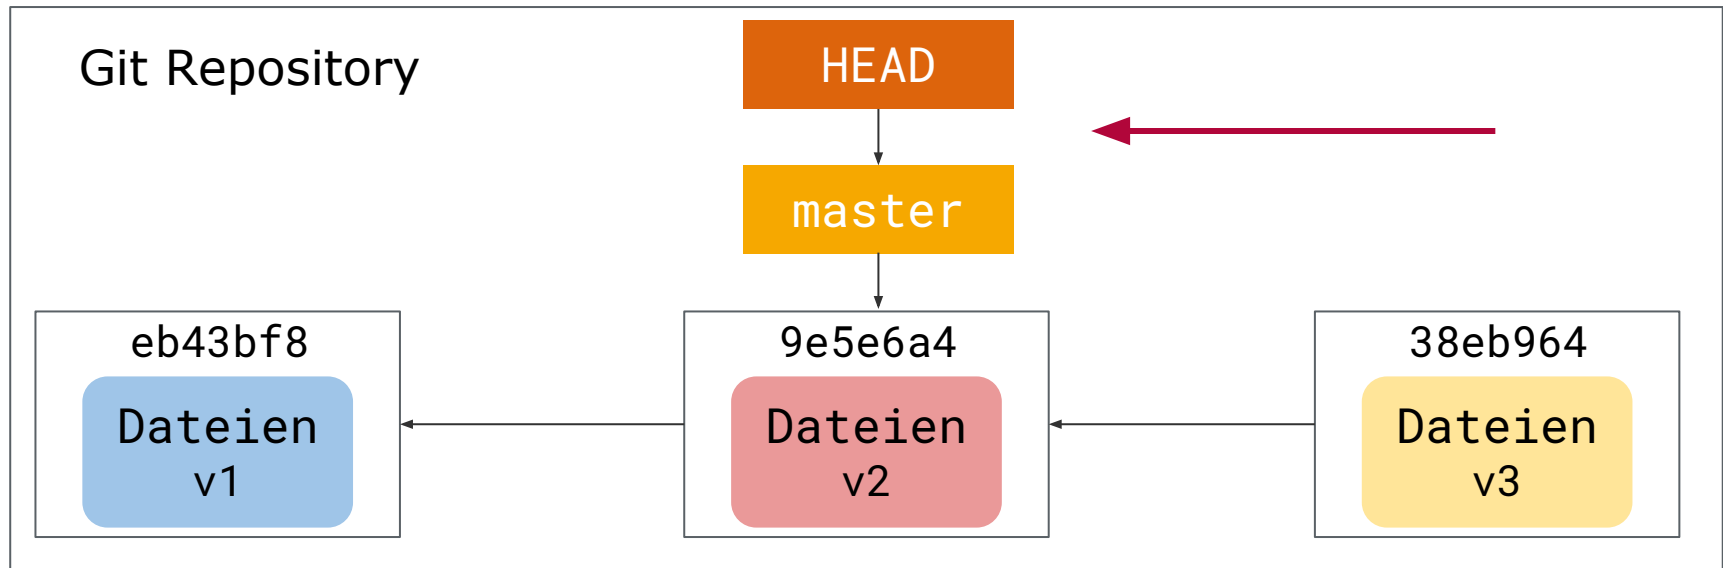 Git Repository
HEAD
master
eb43bf8
Dateien
v1
9e5e6a4
Dateien
v2
38eb964
Dateien
v3